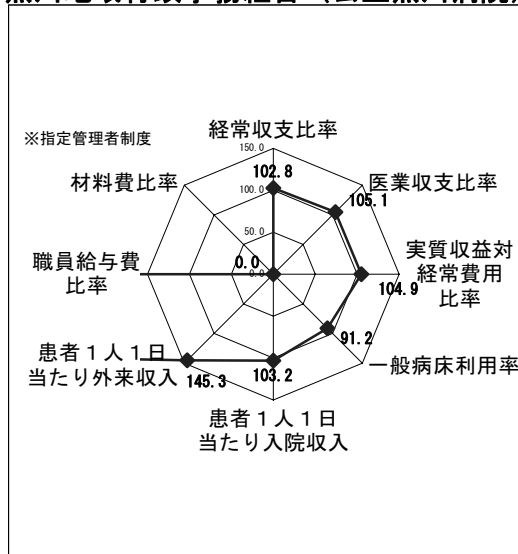 ※指定管理者制度
経常収支比率
150.0
102.8
100.0
50.0
0.0
0.0
医業収支比率
105.1
実質収益対
経常費用
比率
104.9
一般病床利用率
91.2
患者１人１日
当たり入院収入
103.2
患者１人１日
当たり外来収入
145.3
職員給与費
比率
材料費比率